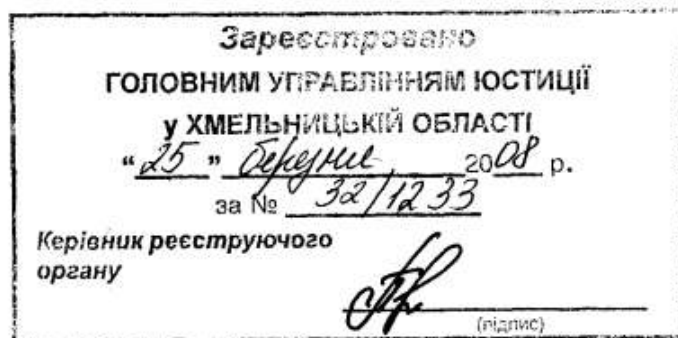 Зареєстровано
ГОЛОВНИМ УПРАВЛІННЯМ ЮСТИЦІЇ
у ХМЕЛЬНИЦЬКІЙ ОБЛАСТІ
"25" березня 2008 р.
за № 32/1233
Керівник реєструючого
органу
(підпис)